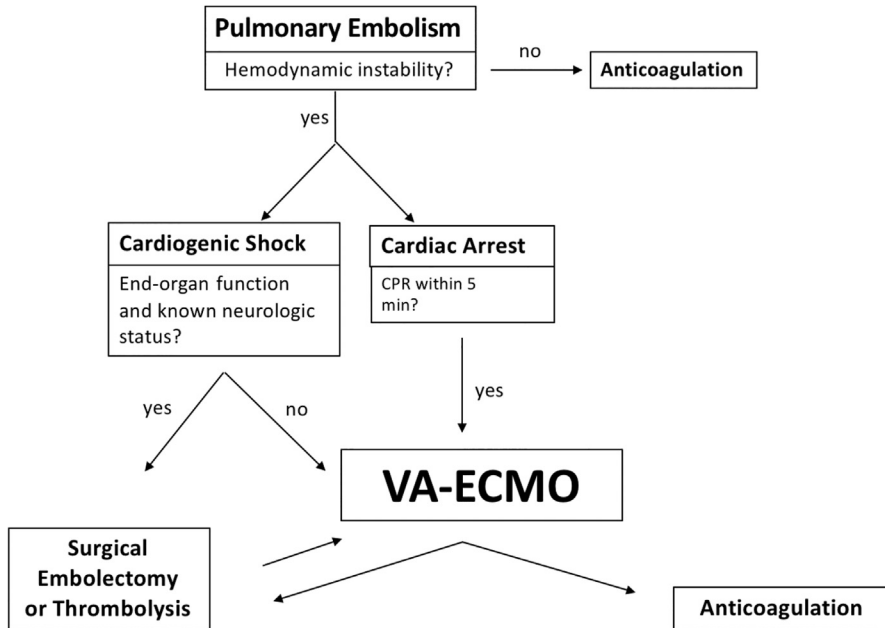 Pulmonary Embolism
Hemodynamic instability?
no
Anticoagulation
yes
Cardiogenic Shock
End-organ function
and known neurologic
status?
Cardiac Arrest
CPR within 5
min?
yes
no
yes
VA-ECMO
Surgical
Embolectomy
or Thrombolysis
Anticoagulation